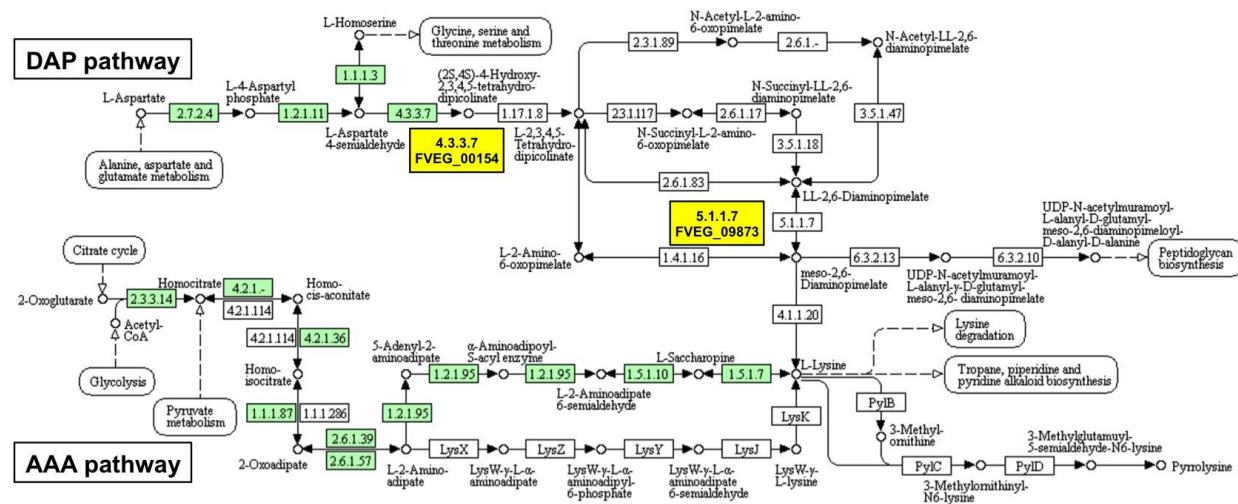 DAP pathway
L-Homoserine
Glycine, serine and
threonine metabolism
N-Acetyl-L-2-amino-
6-oxopimelate
2.3.1.89
2.6.1.-
N-Acetyl-LL-2,6-
diaminopimelate
1.1.1.3
L-Aspartate
2.7.2.4
L-4-Aspartyl
phosphate
1.2.1.11
L-Aspartate
4-semialdehyde
4.3.3.7
(2S,4S)-4-Hydroxy-
2,3,4,5-tetrahydro-
dipicolinate
1.17.1.8
L-2,3,4,5-
Tetrahydro-
dipicolinate
2.3.1.117
N-Succinyl-L-2-amino-
6-oxopimelate
2.6.1.17
N-Succinyl-LL-2,6-
diaminopimelate
3.5.1.47
3.5.1.18
4.3.3.7
FVEG_00154
Alanine, aspartate and
glutamate metabolism
2.6.1.83
LL-2,6-Diaminopimelate
5.1.1.7
FVEG_09873
5.1.1.7
L-2-Amino-
6-oxopimelate
1.4.1.16
meso-2,6-
Diaminopimelate
6.3.2.13
UDP-N-acetylmuramoyl-
L-alanyl-γ-D-glutamyl-
meso-2,6- diaminopimelate
6.3.2.10
UDP-N-acetylmuramoyl-
L-alanyl-D-glutamyl-
meso-2,6-diaminopimeloyl-
D-alanyl-D-alanine
Peptidoglycan
biosynthesis
4.1.1.20
Citrate cycle
2-Oxoglutarate
2.3.3.14
Acetyl-
CoA
Glycolysis
Homocitrate
4.2.1.-
4.2.1.114
Homo-
cis-aconitate
4.2.1.114
4.2.1.36
Homo-
isocitrate
Pyruvate
metabolism
1.1.1.87
1.1.1.286
2-Oxoadipate
2.6.1.39
2.6.1.57
5-Adenyl-2-
aminoadipate
1.2.1.95
α-Aminoadipoyl-
S-acyl enzyme
1.2.1.95
L-2-Aminoadipate
6-semialdehyde
1.5.1.10
L-Saccharopine
1.5.1.7
L-Lysine
Lysine
degradation
Tropane, piperidine and
pyridine alkaloid biosynthesis
1.2.1.95
L-2-Amino-
adipate
LysX
LysW-γ-L-α-
aminoadipate
LysZ
LysW-γ-L-α-
aminoadipyl-
6-phosphate
LysY
LysW-γ-L-α-
aminoadipate
6-semialdehyde
LysJ
LysW-γ-
L-lysine
LysK
PylB
3-Methyl-
ornithine
PylC
3-Methylornithinyl-
N6-lysine
PylD
3-Methylglutamyl-
5-semialdehyde-N6-lysine
Pyrrolysine
AAA pathway